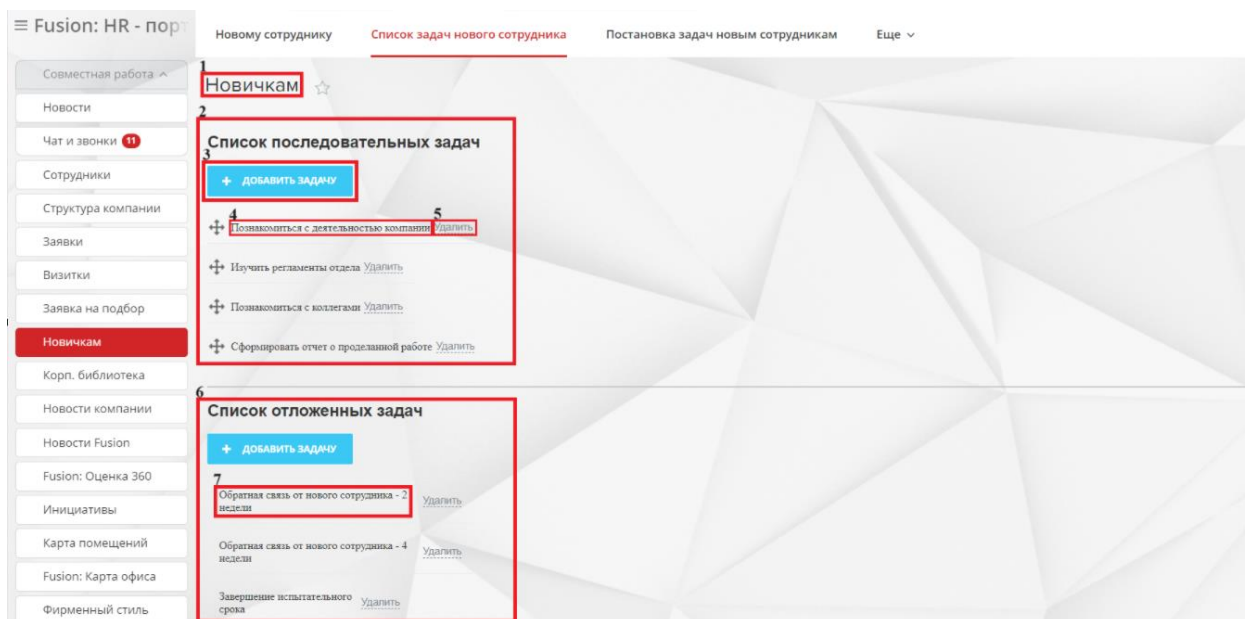 ≡ Fusion: HR - порт
Новому сотруднику Список задач нового сотрудника Постановка задач новым сотрудникам Еще
Совместная работа
Новости
Чат и звонки 11
Сотрудники
Структура компании
Заявки
Визитки
Заявка на подбор
Новичкам
Корп. библиотека
Новости компании
Новости Fusion
Fusion: Оценка 360
Инициативы
Карта помещений
Fusion: Карта офиса
Фирменный стиль
1
Новичкам
2
Список последовательных задач
3
+ ДОБАВИТЬ ЗАДАЧУ
4 5
Познакомиться с деятельностью компании Удалить
Изучить регламенты отдела Удалить
Познакомиться с коллегами Удалить
Сформировать отчет о проделанной работе Удалить
6
Список отложенных задач
+ ДОБАВИТЬ ЗАДАЧУ
7
Обратная связь от нового сотрудника - 2
недели Удалить
Обратная связь от нового сотрудника - 4
недели Удалить
Завершение испытательного
срока Удалить